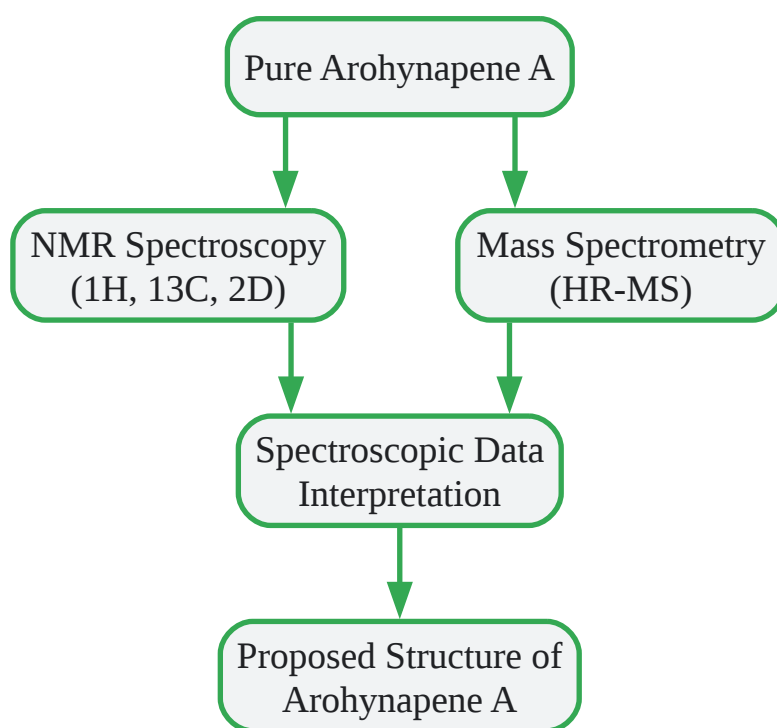 Pure Arohynapene A
NMR Spectroscopy
(1H, 13C, 2D)
Mass Spectrometry
(HR-MS)
Spectroscopic Data
Interpretation
Proposed Structure of
Arohynapene A